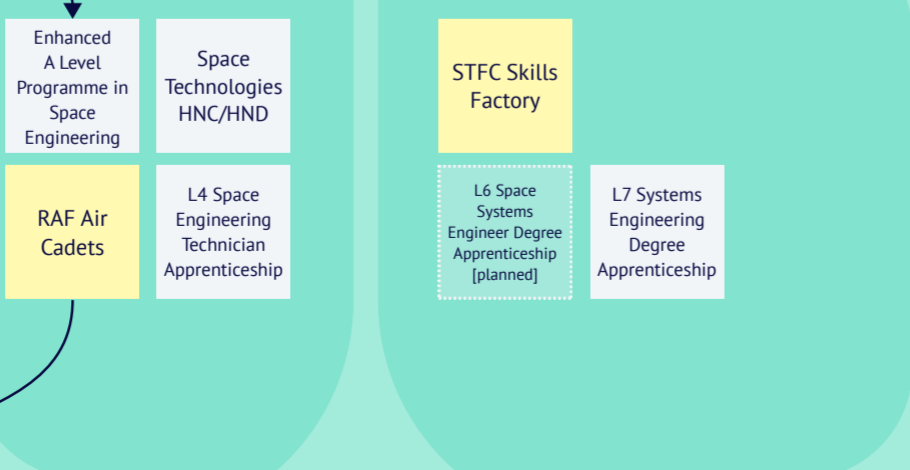 Enhanced
A Level
Programme in
Space
Engineering
Space
Technologies
HNC/HND
RAF Air
Cadets
L4 Space
Engineering
Technician
Apprenticeship
STFC Skills
Factory
L6 Space
Systems
Engineer Degree
Apprenticeship
[planned]
L7 Systems
Engineering
Degree
Apprenticeship